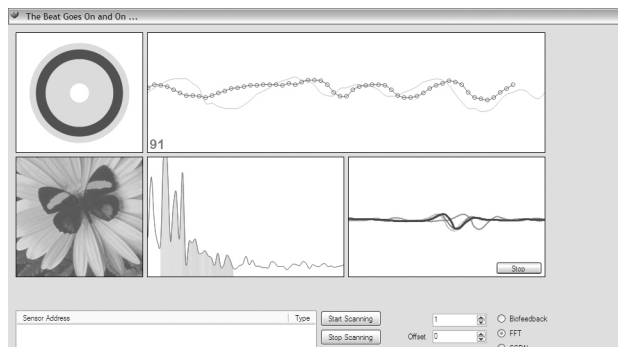 The Beat Goes On and On ...
91
Stop
Sensor Address Type Start Scanning 1 Biofeedback
Stop Scanning Offset 0 FFT